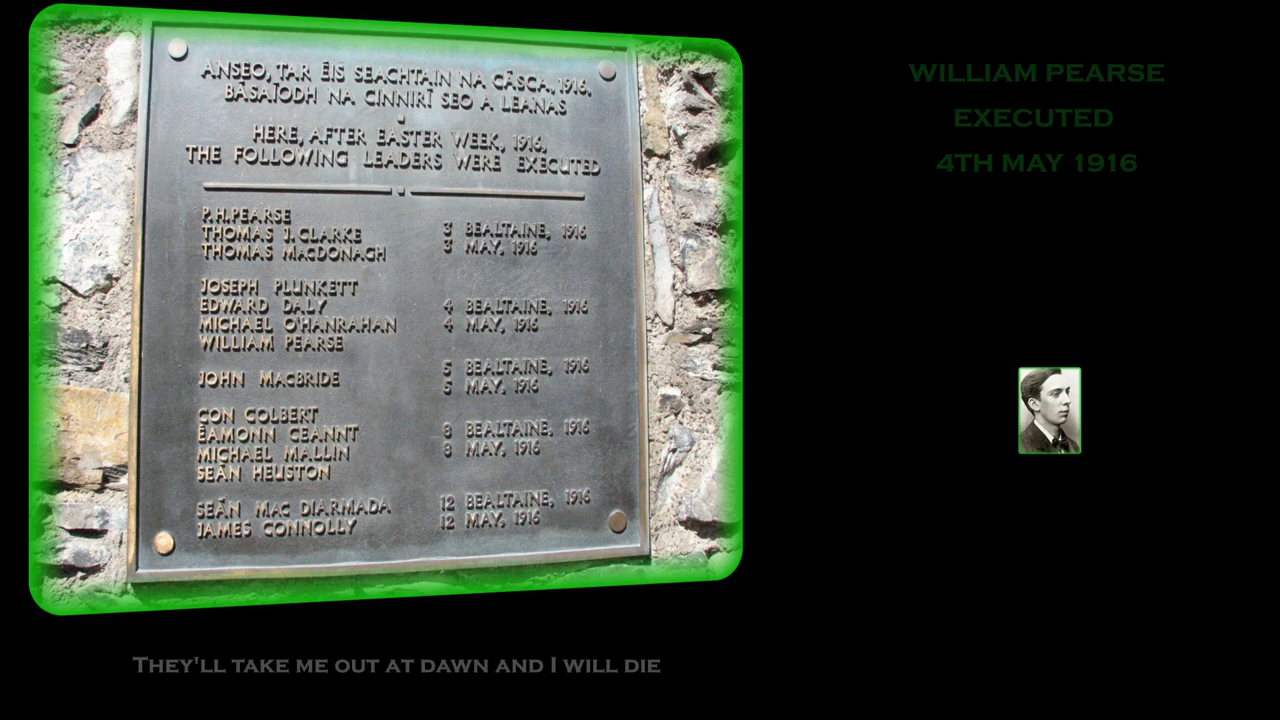 ANSEO, TAR ÉIS SEACHTAIN NA CÁSCA, 1916,
BÁSAÍODH NA CINNIRÍ SEO A LEANAS
HERE, AFTER EASTER WEEK, 1916,
THE FOLLOWING LEADERS WERE EXECUTED
P.H.PEARSE
THOMAS J.CLARKE 3 BEALTAINE, 1916
THOMAS MACDONAGH 3 MAY, 1916
JOSEPH PLUNKETT
EDWARD DALY 4 BEALTAINE, 1916
MICHAEL O'HANRAHAN 4 MAY, 1916
WILLIAM PEARSE
5 BEALTAINE, 1916
JOHN MACBRIDE 5 MAY, 1916
CON COLBERT
ÉAMONN CEANNT 8 BEALTAINE, 1916
MICHAEL MALLIN 8 MAY, 1916
SEÁN HEUSTON
SEÁN MAC DIARMADA 12 BEALTAINE, 1916
JAMES CONNOLLY 12 MAY, 1916
WILLIAM PEARSE
EXECUTED
4TH MAY 1916
THEY'LL TAKE ME OUT AT DAWN AND I WILL DIE